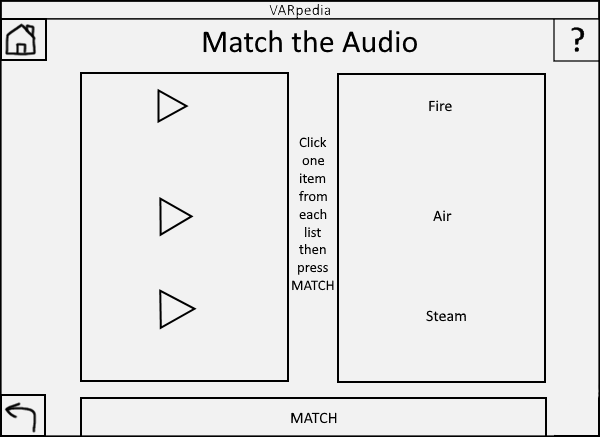 VARpedia
?
Match the Audio
Fire
Click
one
item
from
each
list
then
press
MATCH
Air
Steam
MATCH